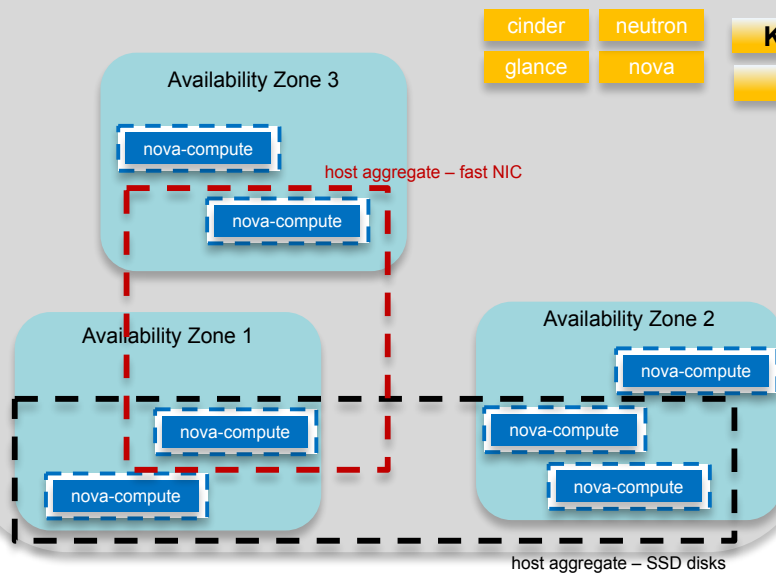 cinder
neutron
glance
nova
K
Availability Zone 3
nova-compute
host aggregate – fast NIC
nova-compute
Availability Zone 1
nova-compute
nova-compute
Availability Zone 2
nova-compute
nova-compute
nova-compute
host aggregate – SSD disks